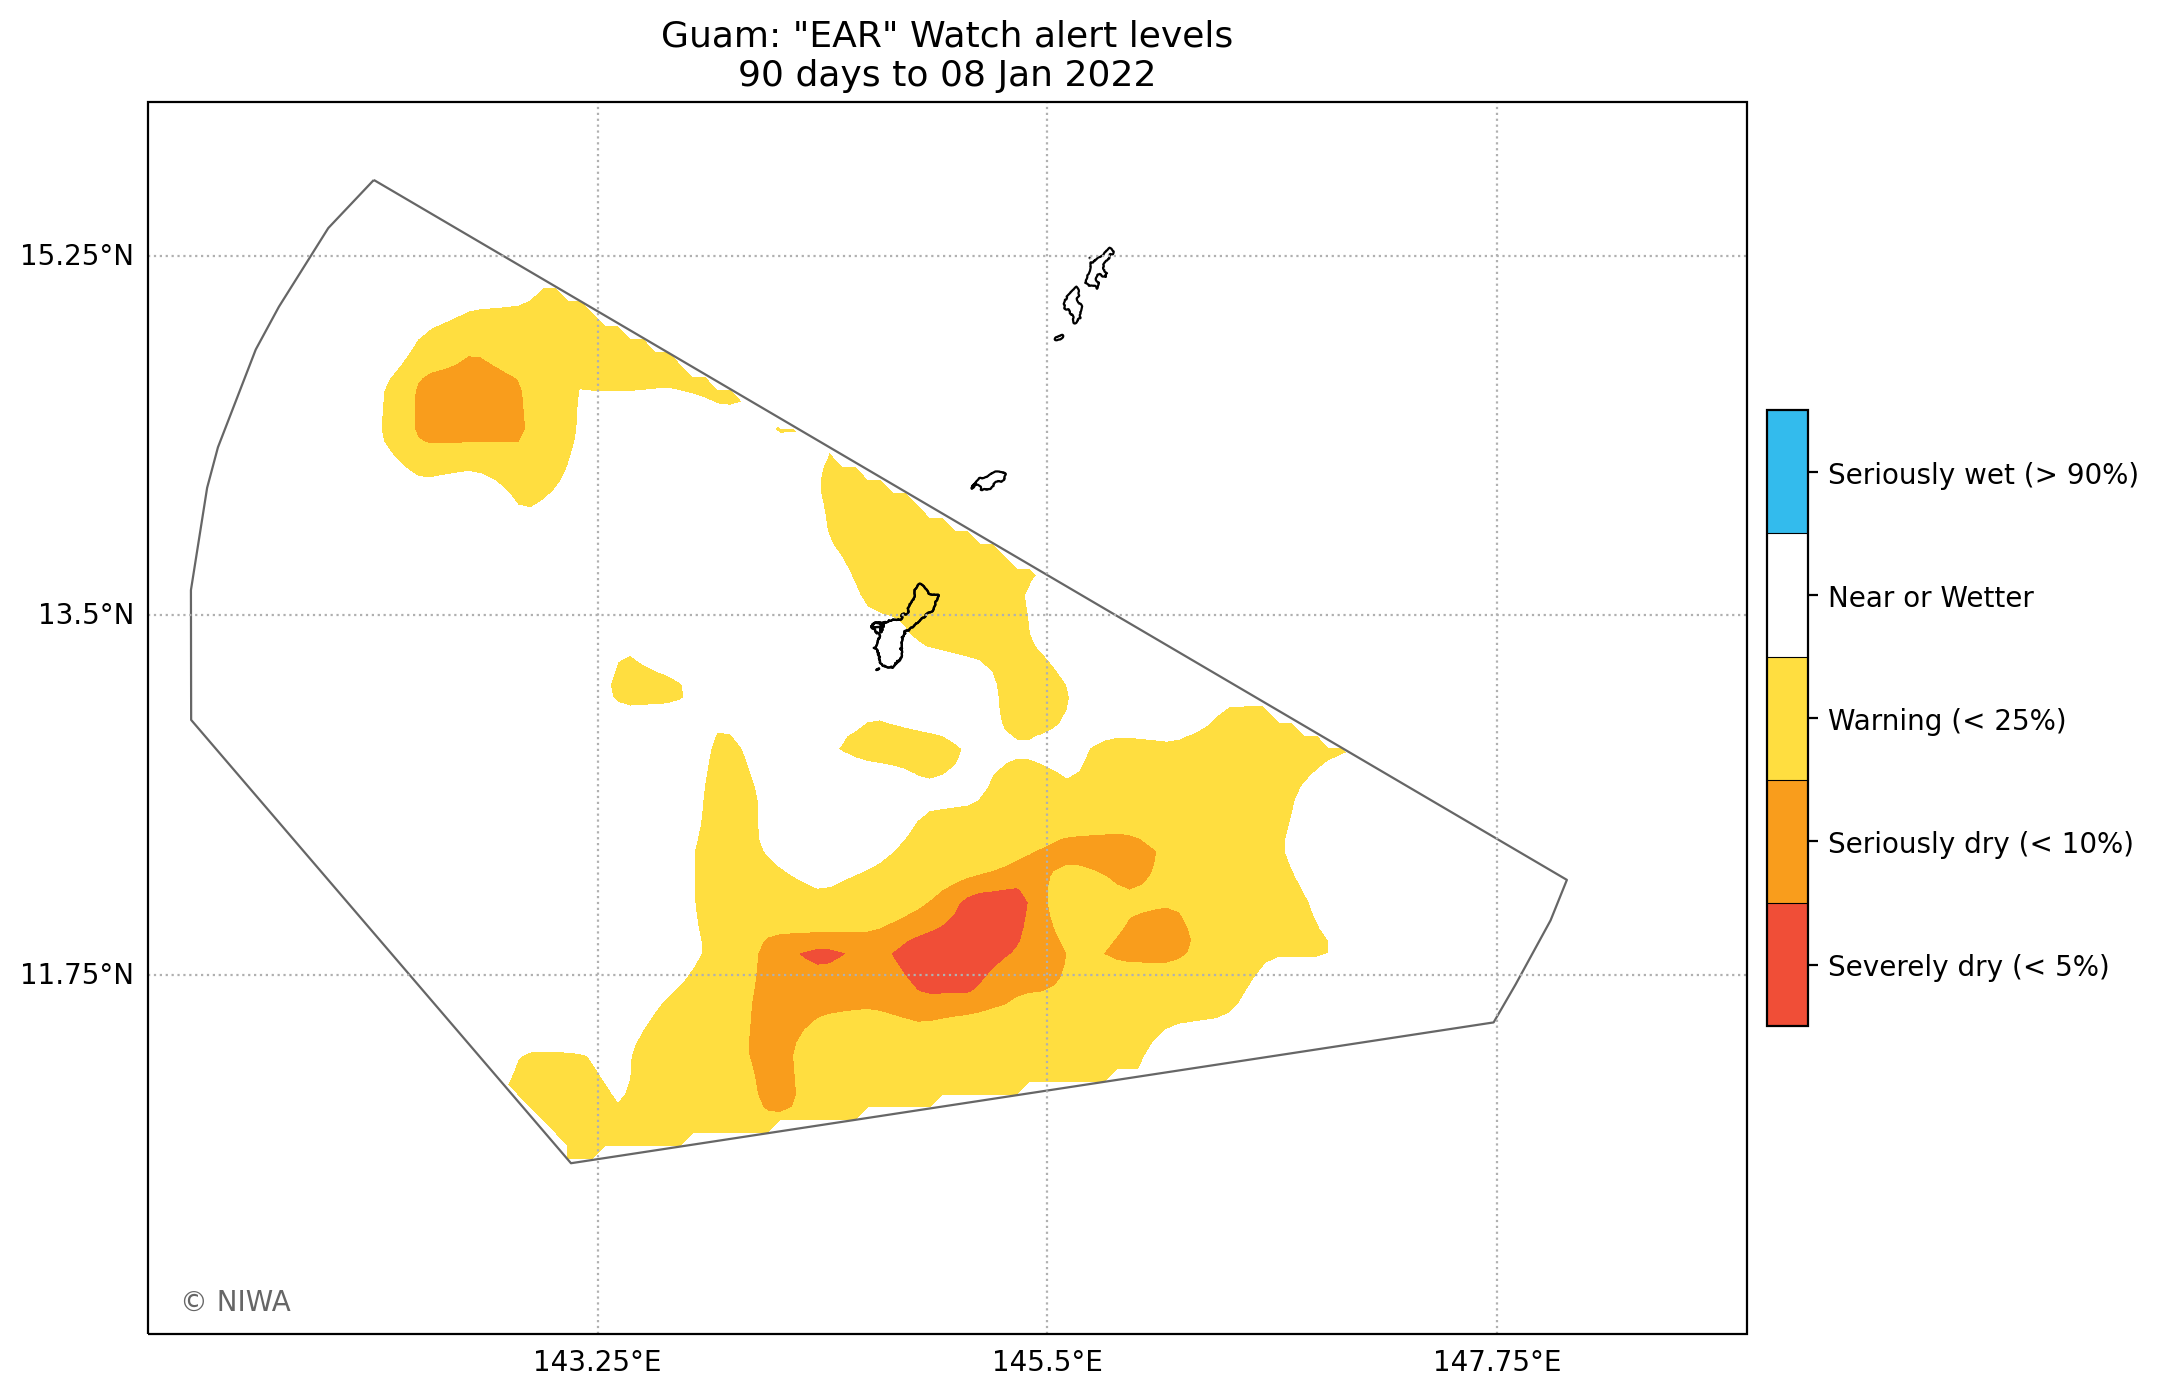 Guam: "EAR" Watch alert levels
90 days to 08 Jan 2022
15.25°N
13.5°N
11.75°N
143.25°E
145.5°E
147.75°E
Seriously wet (> 90%)
Near or Wetter
Warning (< 25%)
Seriously dry (< 10%)
Severely dry (< 5%)
© NIWA